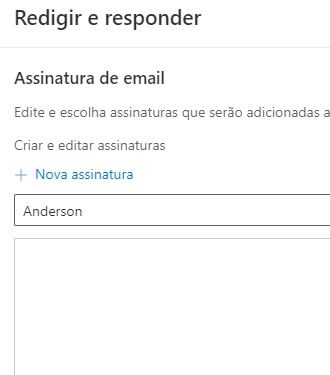 Redigir e responder
Assinatura de email
Edite e escolha assinaturas que serão adicionadas a
Criar e editar assinaturas
+ Nova assinatura
Anderson